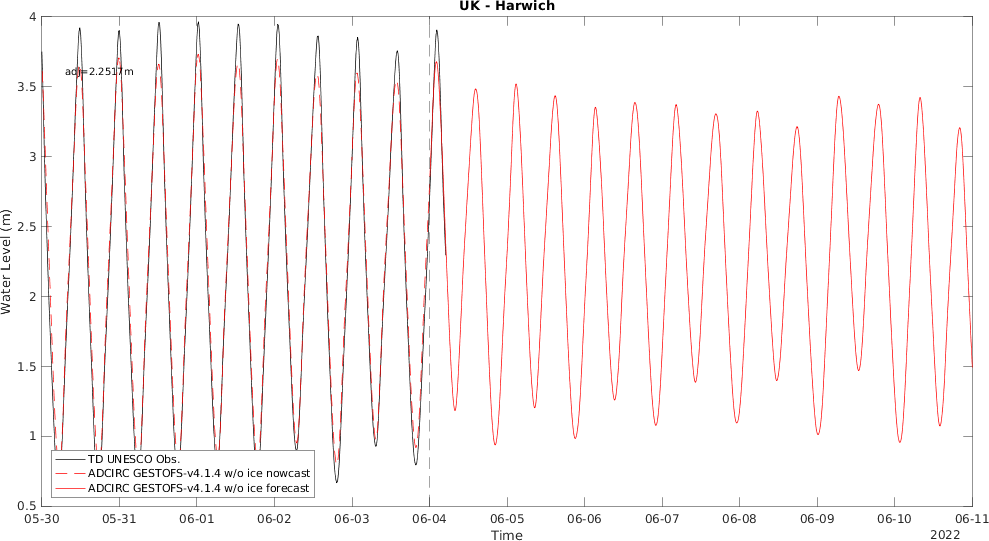 UK - Harwich
adj=2.2517m
Water Level (m)
4
3.5
3
2.5
2
1.5
1
0.5
TD UNESCO Obs.
ADCIRC GESTOFS-v4.1.4 w/o ice nowcast
ADCIRC GESTOFS-v4.1.4 w/o ice forecast
05-30 05-31 06-01 06-02 06-03 06-04 06-05 06-06 06-07 06-08 06-09 06-10 06-11
Time
2022